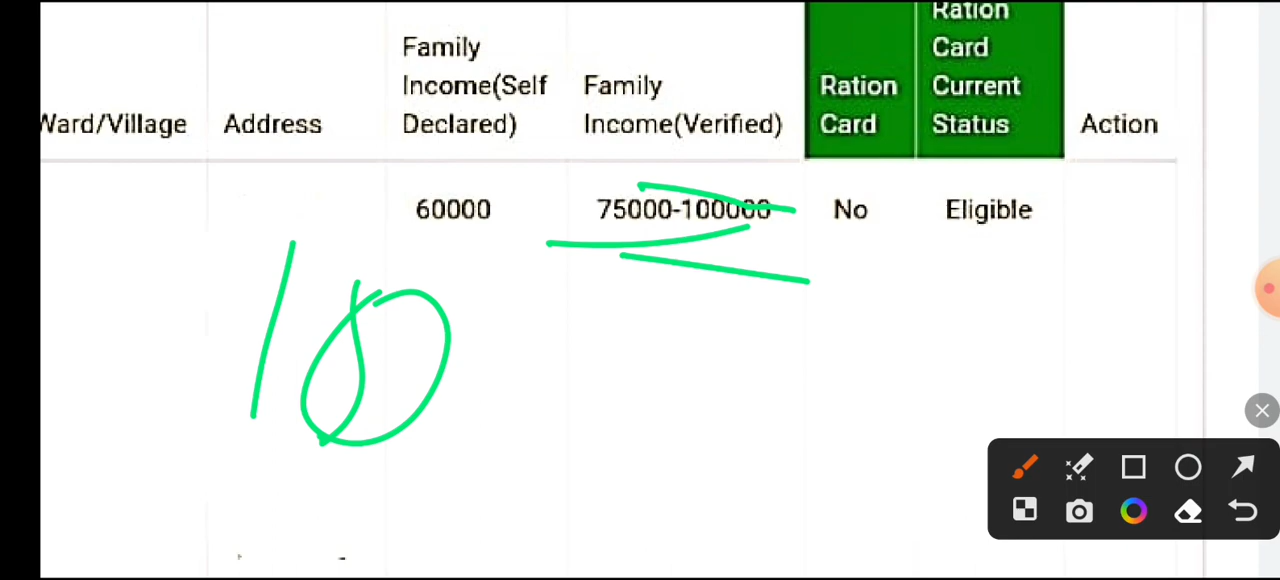 Ward/Village
Address
Family
Income(Self
Declared)
Family
Income(Verified)
Ration
Card
Ration
Card
Current
Status
Action
60000
75000-100000
No
Eligible